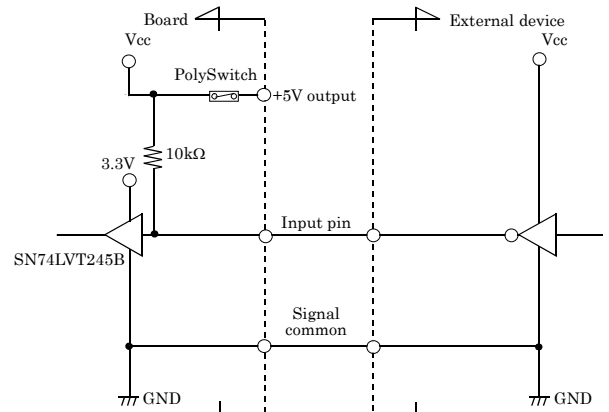 Board
External device
Vcc
Vcc
PolySwitch
+5V output
10kΩ
3.3V
Input pin
SN74LVT245B
Signal
common
GND
GND